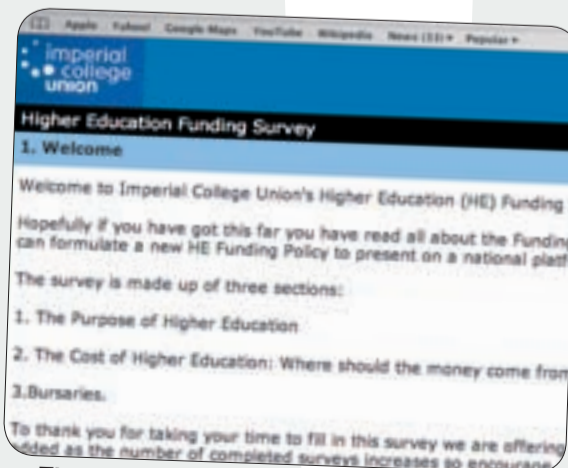 Apple Yahoo! Google Maps YouTube Wikipedia News (33) Popular
imperial
college
union
Higher Education Funding Survey
1. Welcome
Welcome to Imperial College Union's Higher Education (HE) Funding
Hopefully if you have got this far you have read all about the Funding
can formulate a new HE Funding Policy to present on a national platf
The survey is made up of three sections:
1. The Purpose of Higher Education
2. The Cost of Higher Education: Where should the money come from
3.Bursaries.
To thank you for taking your time to fill in this survey we are offering
added as the number of completed surveys increases so encourage